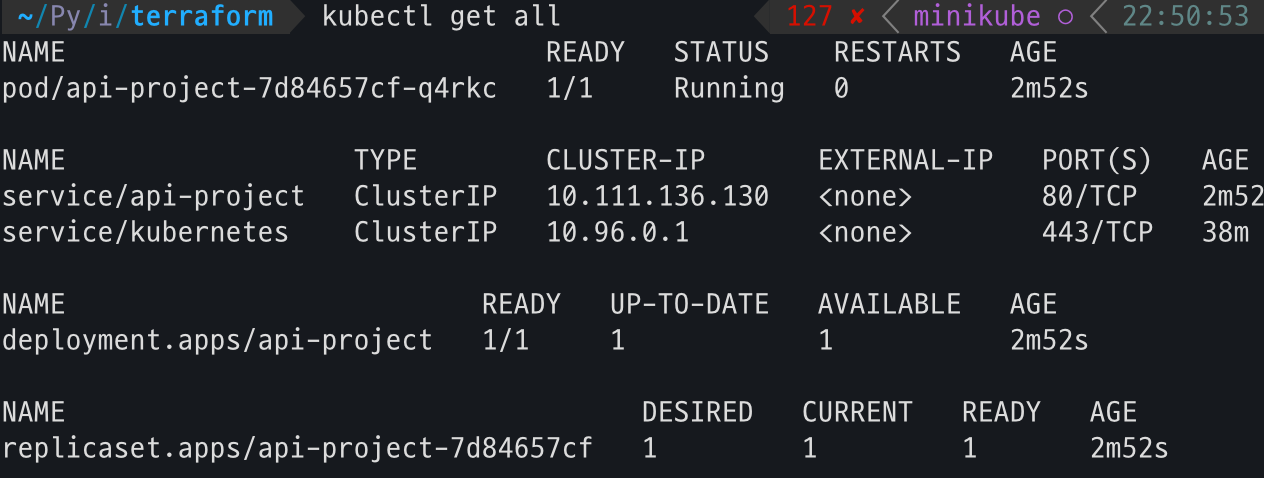 ~/Py/i/terraform kubectl get all 127 ✘ minikube ○ 22:50:53
NAME READY STATUS RESTARTS AGE
pod/api-project-7d84657cf-q4rkc 1/1 Running 0 2m52s
NAME TYPE CLUSTER-IP EXTERNAL-IP PORT(S) AGE
service/api-project ClusterIP 10.111.136.130 <none> 80/TCP 2m52
service/kubernetes ClusterIP 10.96.0.1 <none> 443/TCP 38m
NAME READY UP-TO-DATE AVAILABLE AGE
deployment.apps/api-project 1/1 1 1 2m52s
NAME DESIRED CURRENT READY AGE
replicaset.apps/api-project-7d84657cf 1 1 1 2m52s